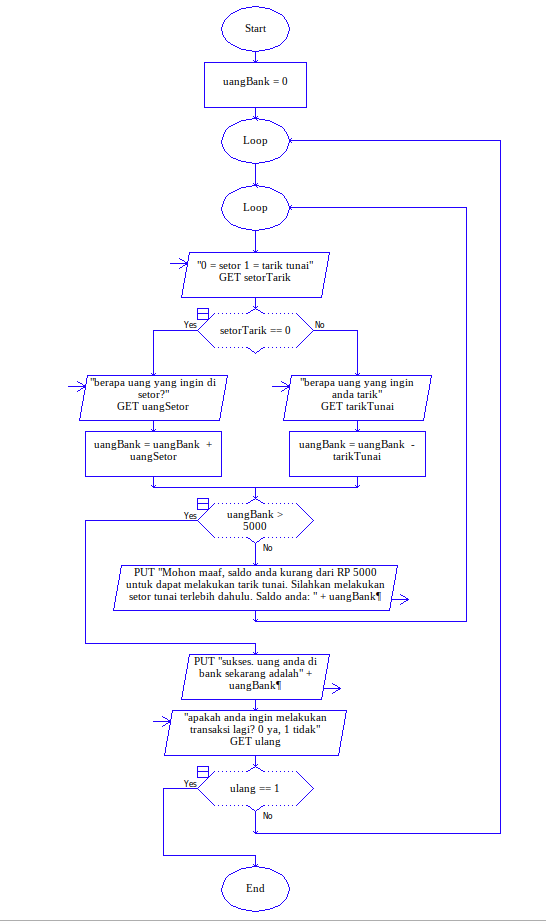 Start
uangBank = 0
Loop
Loop
"0 = setor 1 = tarik tunai"
GET setorTarik
setorTarik == 0
Yes
No
"berapa uang yang ingin di
setor?"
GET uangSetor
"berapa uang yang ingin
anda tarik"
GET tarikTunai
uangBank = uangBank +
uangSetor
uangBank = uangBank -
tarikTunai
uangBank >
5000
Yes
No
PUT "Mohon maaf, saldo anda kurang dari RP 5000
untuk dapat melakukan tarik tunai. Silahkan melakukan
setor tunai terlebih dahulu. Saldo anda: " + uangBank¶
PUT "sukses. uang anda di
bank sekarang adalah" +
uangBank¶
"apakah anda ingin melakukan
transaksi lagi? 0 ya, 1 tidak"
GET ulang
ulang == 1
Yes
No
End